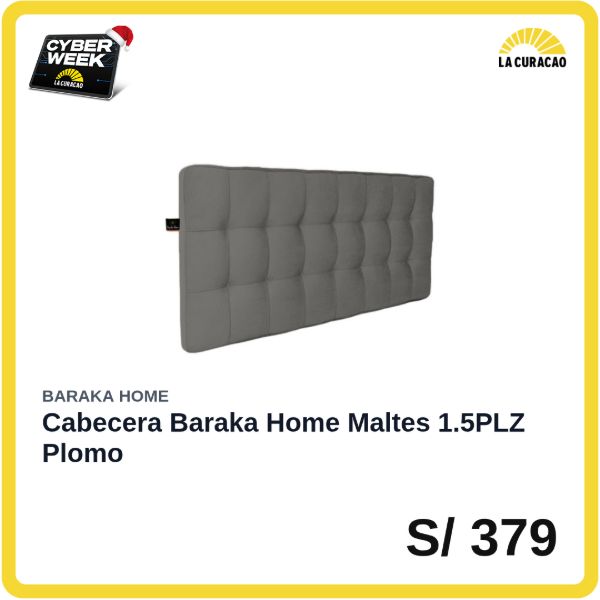 CYBER
WEEK
LA CURACAO
LA CURACAO
BARAKA HOME
Cabecera Baraka Home Maltes 1.5PLZ
Plomo
S/ 379